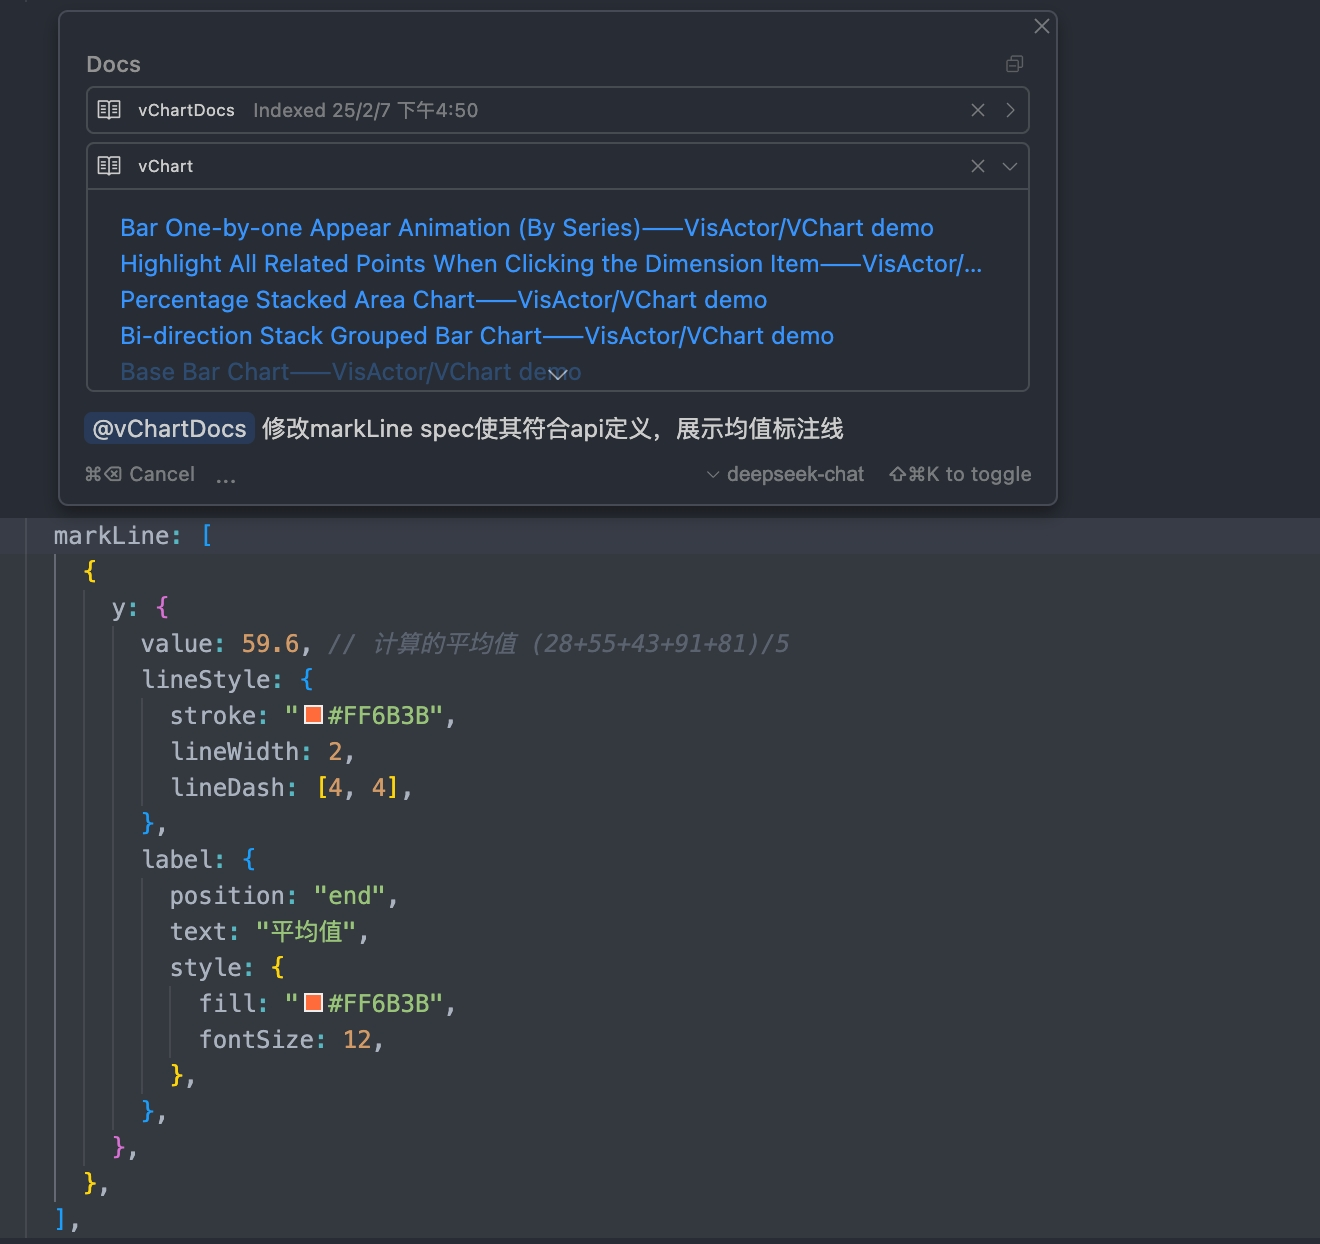 Docs
vChartDocs Indexed 25/2/7 下午4:50
vChart
Bar One-by-one Appear Animation (By Series)——VisActor/VChart demo
Highlight All Related Points When Clicking the Dimension Item——VisActor/...
Percentage Stacked Area Chart——VisActor/VChart demo
Bi-direction Stack Grouped Bar Chart——VisActor/VChart demo
Base Bar Chart——VisActor/VChart demo
@vChartDocs 修改markLine spec使其符合api定义，展示均值标注线
⌘⌫ Cancel ... deepseek-chat ⇧⌘K to toggle
markLine: [
{
y: {
value: 59.6, // 计算的平均值 (28+55+43+91+81)/5
lineStyle: {
stroke: "#FF6B3B",
lineWidth: 2,
lineDash: [4, 4],
},
label: {
position: "end",
text: "平均值",
style: {
fill: "#FF6B3B",
fontSize: 12,
},
},
},
},
],